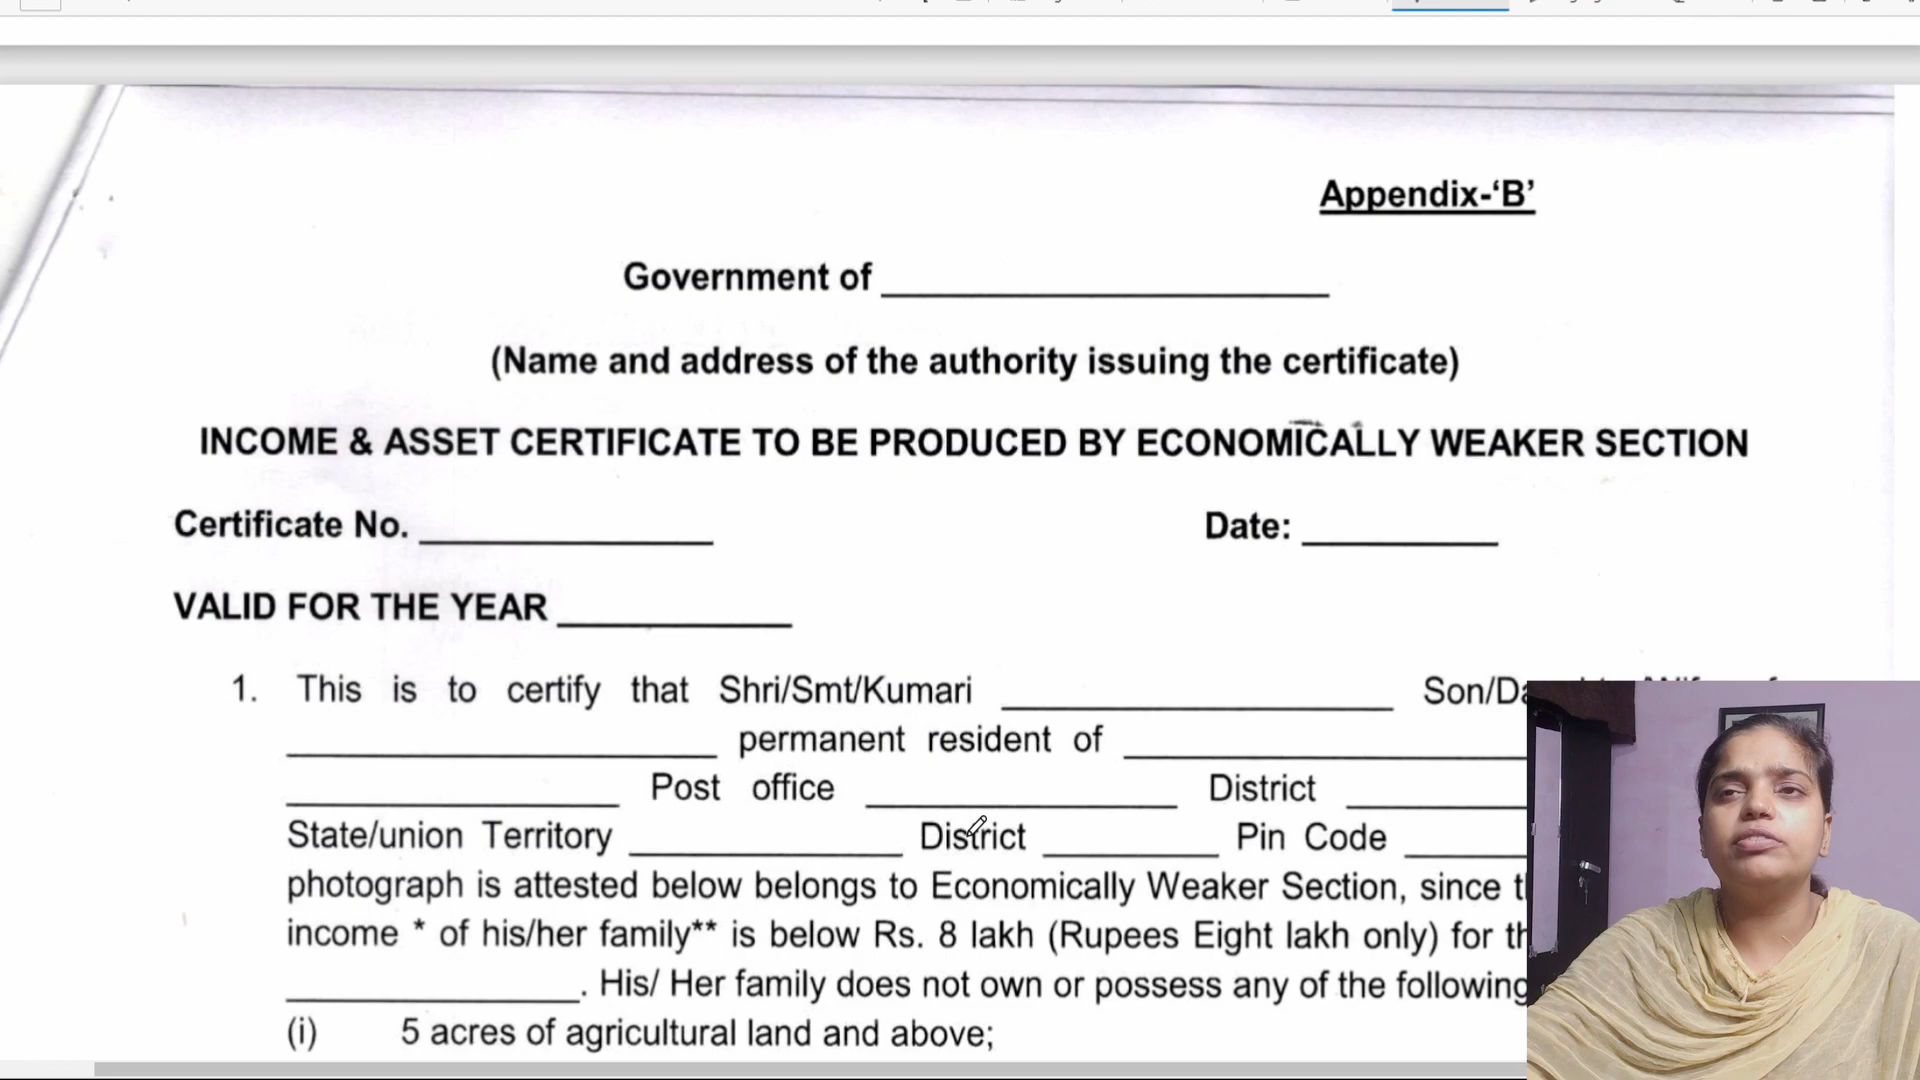 Appendix-‘B’
Government of
(Name and address of the authority issuing the certificate)
INCOME & ASSET CERTIFICATE TO BE PRODUCED BY ECONOMICALLY WEAKER SECTION
Certificate No. Date:
VALID FOR THE YEAR
1. This is to certify that Shri/Smt/Kumari
permanent resident of
Post office District
State/union Territory District Pin Code
photograph is attested below belongs to Economically Weaker Section, since
income * of his/her family** is below Rs. 8 lakh (Rupees Eight lakh only) for
. His/ Her family does not own or possess any of the following
(i) 5 acres of agricultural land and above;